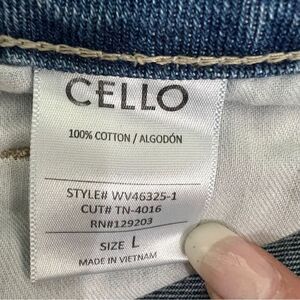 CELLO
100% COTTON / ALGODÓN
STYLE# WV46325-1
CUT# TN-4016
RN#129203
SIZE L
MADE IN VIETNAM